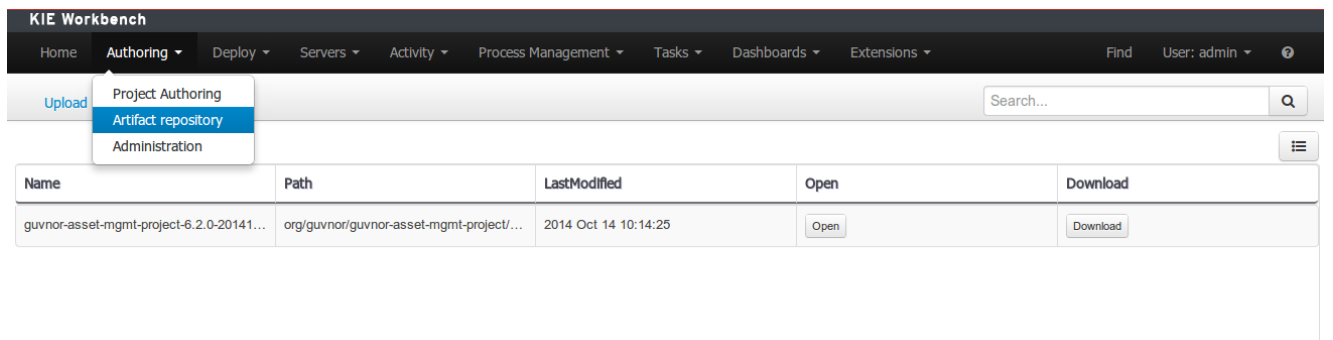 KIE Workbench
Home Authoring Deploy Servers Activity Process Management Tasks Dashboards Extensions Find User: admin
Upload
Project Authoring
Artifact repository
Administration
Search...
Name Path LastModified Open Download
guvnor-asset-mgmt-project-6.2.0-20141... org/guvnor/guvnor-asset-mgmt-project/... 2014 Oct 14 10:14:25 Open Download